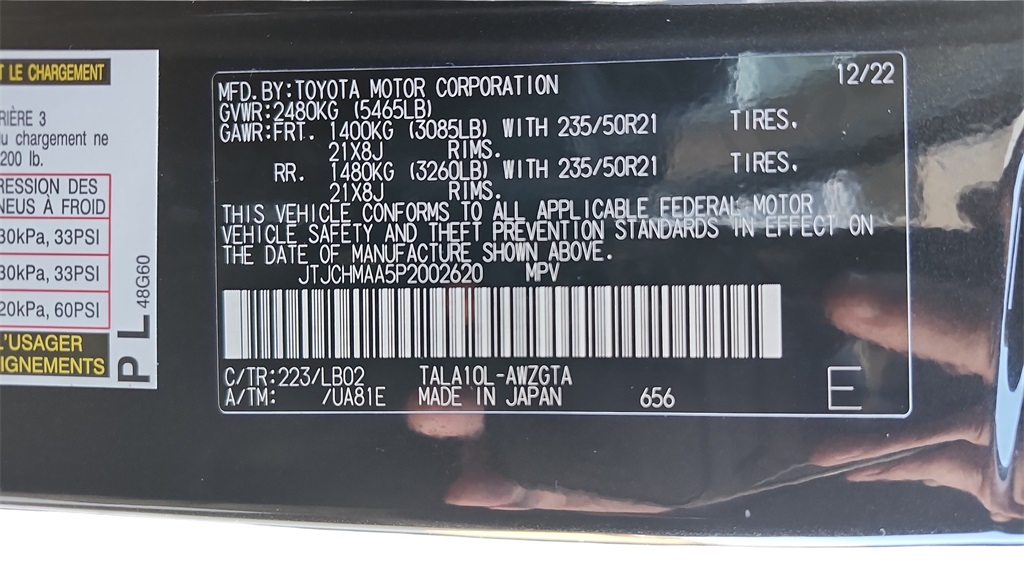 T LE CHARGEMENT
RIÈRE 3
du chargement ne
200 lb.
RESSION DES
NEUS À FROID
30kPa, 33PSI
30kPa, 33PSI
20kPa, 60PSI
L'USAGER
IGNEMENTS
P L 48G60
12/22
MFD.BY:TOYOTA MOTOR CORPORATION
GVWR:2480KG (5465LB)
GAWR:FRT. 1400KG (3085LB) WITH 235/50R21 TIRES.
21X8J RIMS.
RR. 1480KG (3260LB) WITH 235/50R21 TIRES.
21X8J RIMS.
THIS VEHICLE CONFORMS TO ALL APPLICABLE FEDERAL MOTOR
VEHICLE SAFETY AND THEFT PREVENTION STANDARDS IN EFFECT ON
THE DATE OF MANUFACTURE SHOWN ABOVE.
JTJCHMAA5P2002620 MPV
C/TR:223/LB02 TALA10L-AWZGTA
A/TM: /UA81E MADE IN JAPAN 656 E